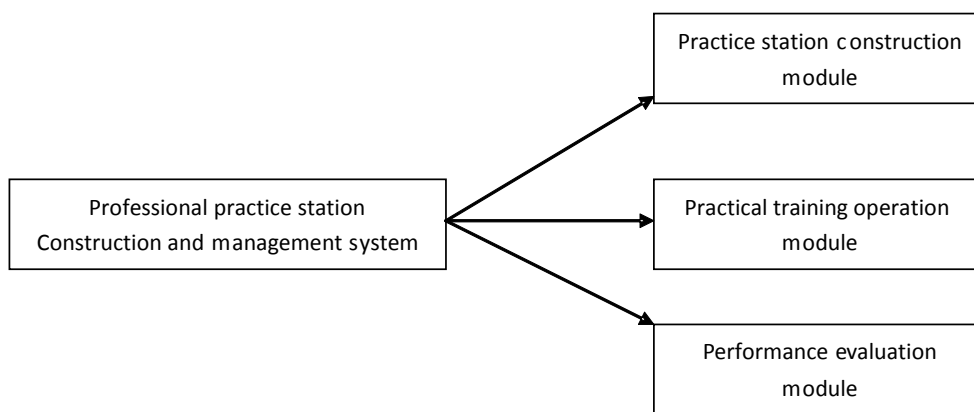 Practice station construction
module
Professional practice station
Construction and management system
Practical training operation
module
Performance evaluation
module